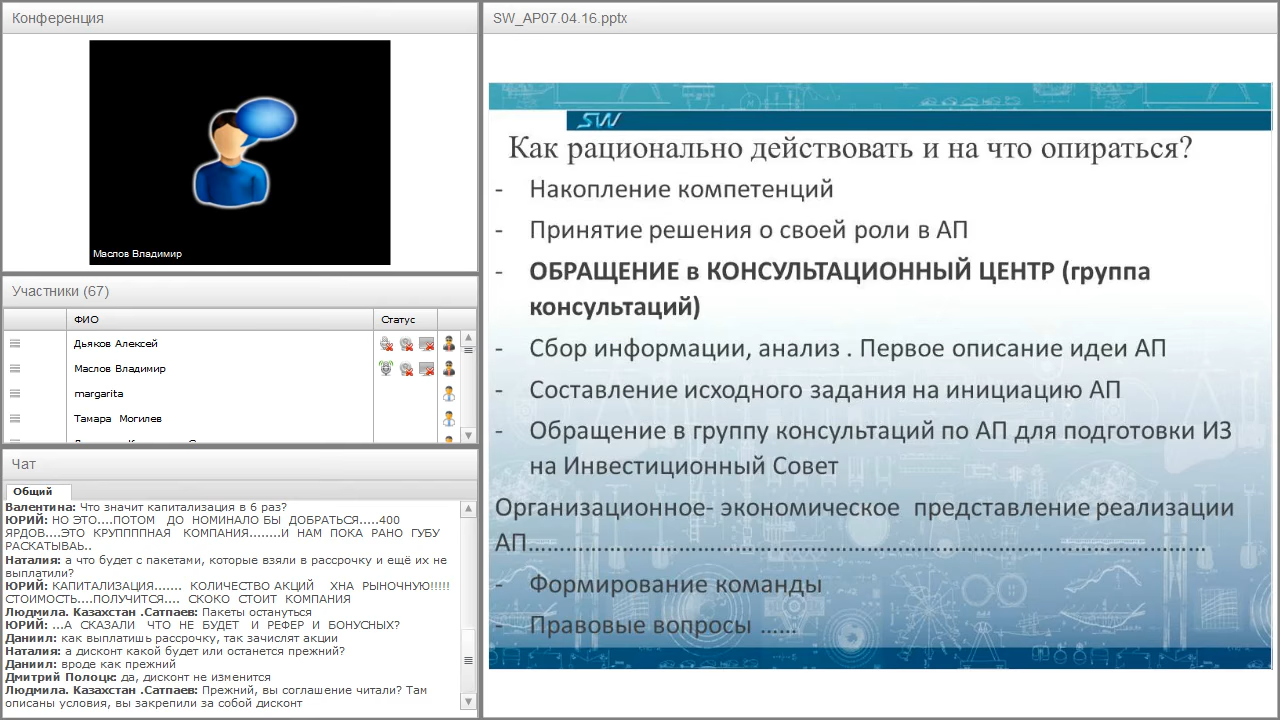 Конференция
Маслов Владимир
Участники (67)
ФИО
Статус
Дьяков Алексей
Маслов Владимир
margarita
Тамара Могилев
Чат
Общий
Валентина: Что значит капитализация в 6 раз?
ЮРИЙ: НО ЭТО....ПОТОМ ДО НОМИНАЛО БЫ ДОБРАТЬСЯ.....400
ЯРДОВ....ЭТО КРУПППНАЯ КОМПАНИЯ........И НАМ ПОКА РАНО ГУБУ
РАСКАТЫВАЬ..
Наталия: а что будет с пакетами, которые взяли в рассрочку и ещё их не
выплатили?
ЮРИЙ: КАПИТАЛИЗАЦИЯ....... КОЛИЧЕСТВО АКЦИЙ ХНА РЫНОЧНУЮ!!!!!
СТОИМОСТЬ....ПОЛУЧИТСЯ.... СКОКО СТОИТ КОМПАНИЯ
Людмила. Казахстан .Сатпаев: Пакеты остануться
ЮРИЙ: ...А СКАЗАЛИ ЧТО НЕ БУДЕТ И РЕФЕР И БОНУСНЫХ?
Даниил: как выплатишь рассрочку, так зачислят акции
Наталия: а дисконт какой будет или останется прежний?
Даниил: вроде как прежний
Дмитрий Полоцк: да, дисконт не изменится
Людмила. Казахстан .Сатпаев: Прежний, вы соглашение читали? Там
описаны условия, вы закрепили за собой дисконт
SW_AP07.04.16.pptx
SW
Как рационально действовать и на что опираться?
- Накопление компетенций
- Принятие решения о своей роли в АП
- ОБРАЩЕНИЕ в КОНСУЛЬТАЦИОННЫЙ ЦЕНТР (группа
консультаций)
- Сбор информации, анализ . Первое описание идеи АП
- Составление исходного задания на инициацию АП
- Обращение в группу консультаций по АП для подготовки ИЗ
на Инвестиционный Совет
Организационное- экономическое представление реализации
АП....................................................................................
- Формирование команды
- Правовые вопросы ......